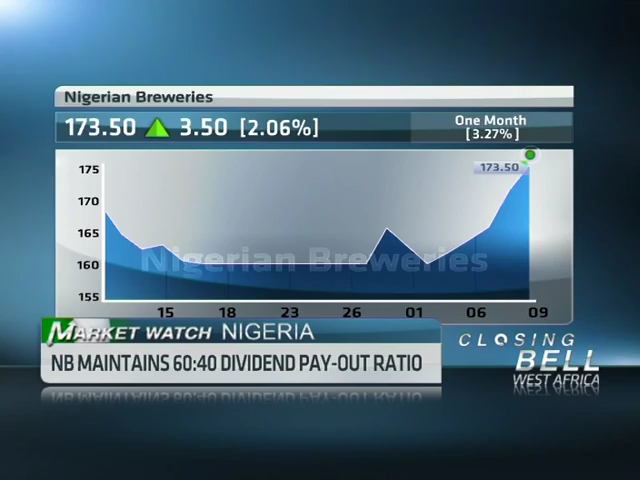 Nigerian Breweries
173.50 3.50 [2.06%]
One Month
[3.27%]
175
170
165
160
155
173.50
Nigerian Breweries
15 18 23 26 01 06 09
MARKET WATCH NIGERIA
NB MAINTAINS 60:40 DIVIDEND PAY-OUT RATIO
CLOSING
BELL
WEST AFRICA